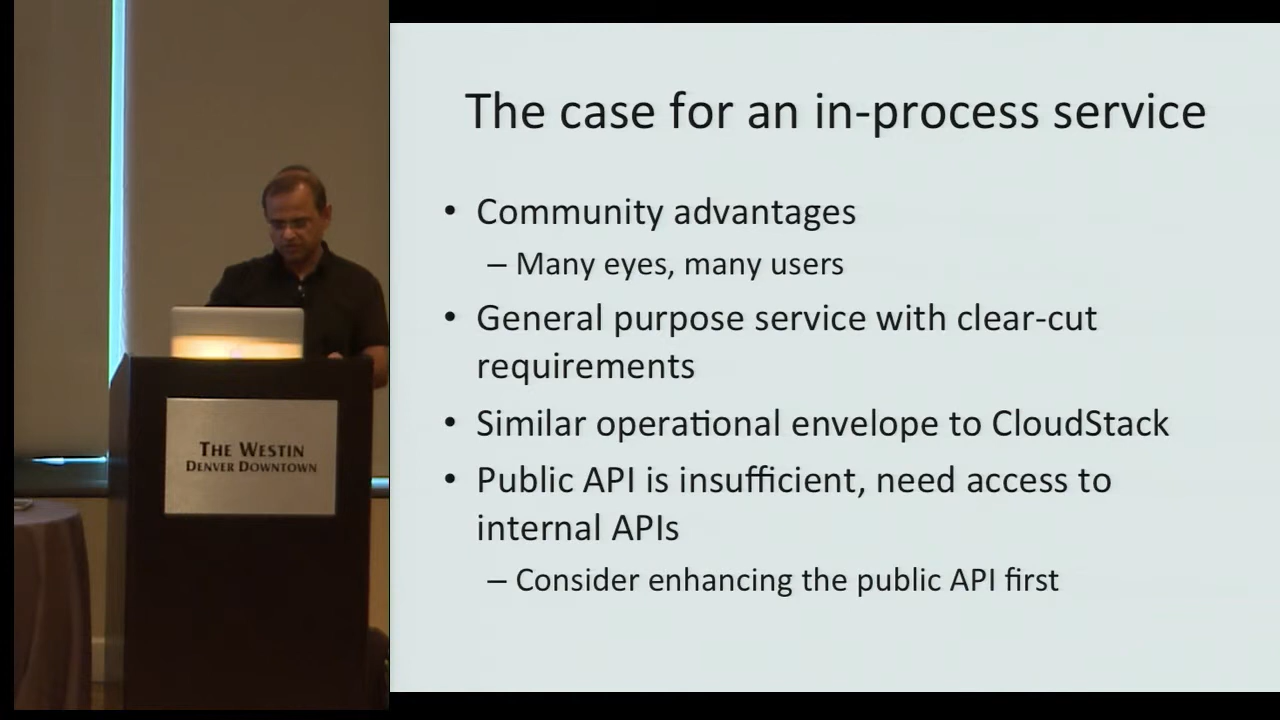 The case for an in-process service
• Community advantages
– Many eyes, many users
• General purpose service with clear-cut
requirements
• Similar operational envelope to CloudStack
• Public API is insufficient, need access to
internal APIs
– Consider enhancing the public API first
THE WESTIN
DENVER DOWNTOWN